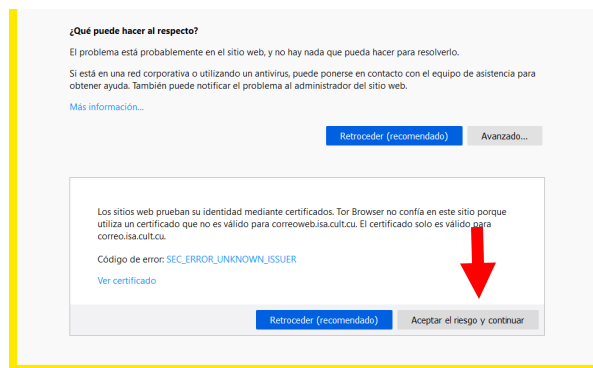 ¿Qué puede hacer al respecto?
El problema está probablemente en el sitio web, y no hay nada que pueda hacer para resolverlo.
Si está en una red corporativa o utilizando un antivirus, puede ponerse en contacto con el equipo de asistencia para
obtener ayuda. También puede notificar el problema al administrador del sitio web.
Más información...
Retroceder (recomendado) Avanzado...
Los sitios web prueban su identidad mediante certificados. Tor Browser no confía en este sitio porque
utiliza un certificado que no es válido para correoweb.isa.cult.cu. El certificado solo es válido para
correo.isa.cult.cu.
Código de error: SEC_ERROR_UNKNOWN_ISSUER
Ver certificado
Retroceder (recomendado) Aceptar el riesgo y continuar